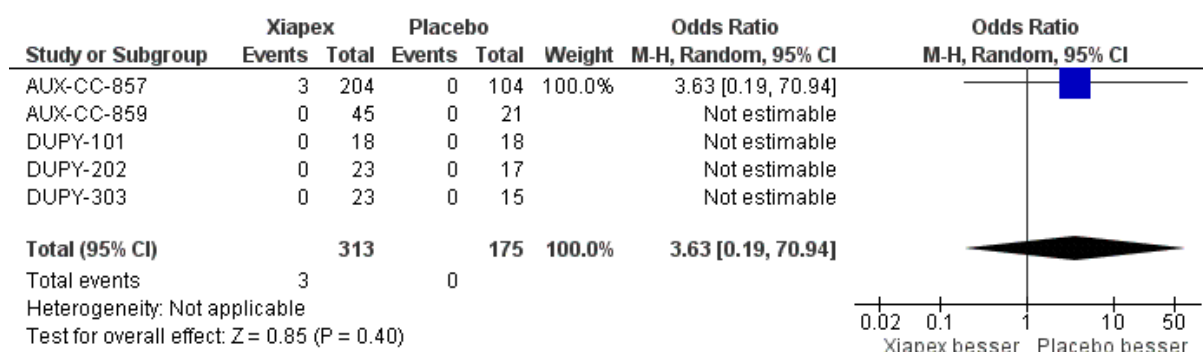 Xiapex Placebo Odds Ratio Odds Ratio
Study or Subgroup Events Total Events Total Weight M-H, Random, 95% CI M-H, Random, 95% CI
AUX-CC-857 3 204 0 104 100.0% 3.63 [0.19, 70.94]
AUX-CC-859 0 45 0 21 Not estimable
DUPY-101 0 18 0 18 Not estimable
DUPY-202 0 23 0 17 Not estimable
DUPY-303 0 23 0 15 Not estimable
Total (95% CI) 313 175 100.0% 3.63 [0.19, 70.94]
Total events 3 0
Heterogeneity: Not applicable
Test for overall effect: Z = 0.85 (P = 0.40)
0.02 0.1 1 10 50
Xiapex besser Placebo besser